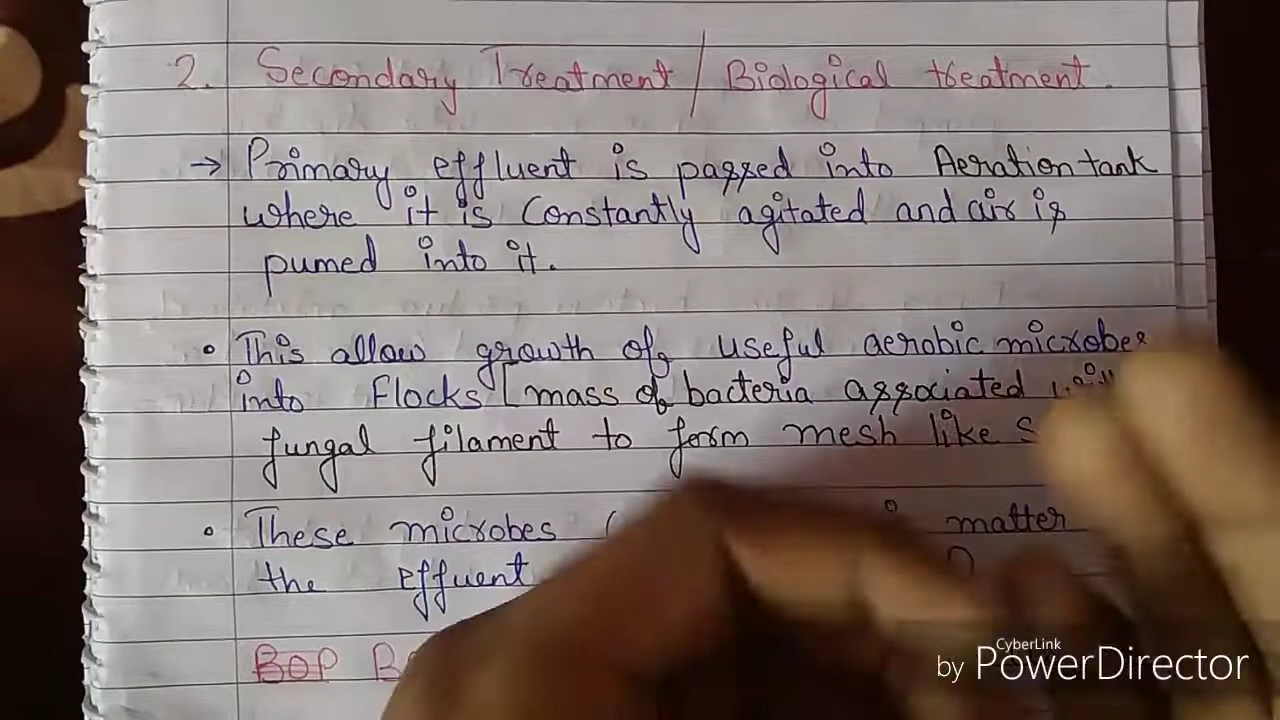 2. Secondary Treatment / Biological treatment.
→ Primary effluent is passed into Aeration tank
where it is Constantly agitated and air is
pumed into it.
• This allow growth of useful aerobic microbes
into Flocks [mass of bacteria associated
fungal filament to form mesh like
• These microbes matter
the effuent
BOP
CyberLink
by PowerDirector